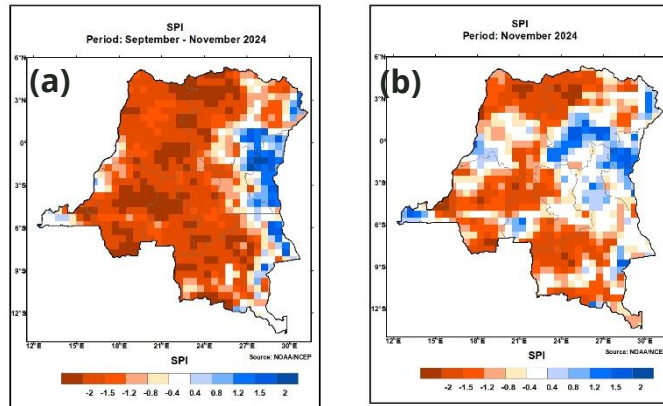 SPI
Period: September - November 2024
(a)
6°N
3°N
0°
3°S
6°S
9°S
12°S
12°E 15°E 18°E 21°E 24°E 27°E 30°E
Source: NOAA/NCEP
SPI
-2 -1.5 -1.2 -0.8 -0.4 0.4 0.8 1.2 1.5 2
SPI
Period: November 2024
(b)
6°N
3°N
0°
3°S
6°S
9°S
12°S
12°E 15°E 18°E 21°E 24°E 27°E 30°E
Source: NOAA/NCEP
SPI
-2 -1.5 -1.2 -0.8 -0.4 0.4 0.8 1.2 1.5 2